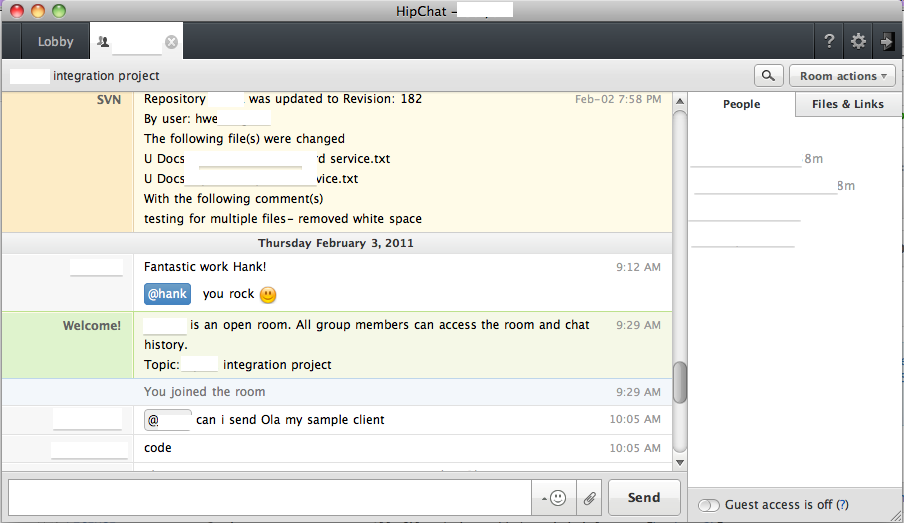 HipChat -
Lobby
?
integration project
Room actions
SVN
Repository was updated to Revision: 182
Feb-02 7:58 PM
By user: hwe
The following file(s) were changed
U Docs d service.txt
U Docs vice.txt
With the following comment(s)
testing for multiple files- removed white space
Thursday February 3, 2011
Fantastic work Hank!
9:12 AM
@hank you rock
Welcome!
is an open room. All group members can access the room and chat
9:29 AM
history.
Topic: integration project
You joined the room
9:29 AM
@ can i send Ola my sample client
10:05 AM
code
10:05 AM
Send
People
Files & Links
8m
8m
Guest access is off (?)